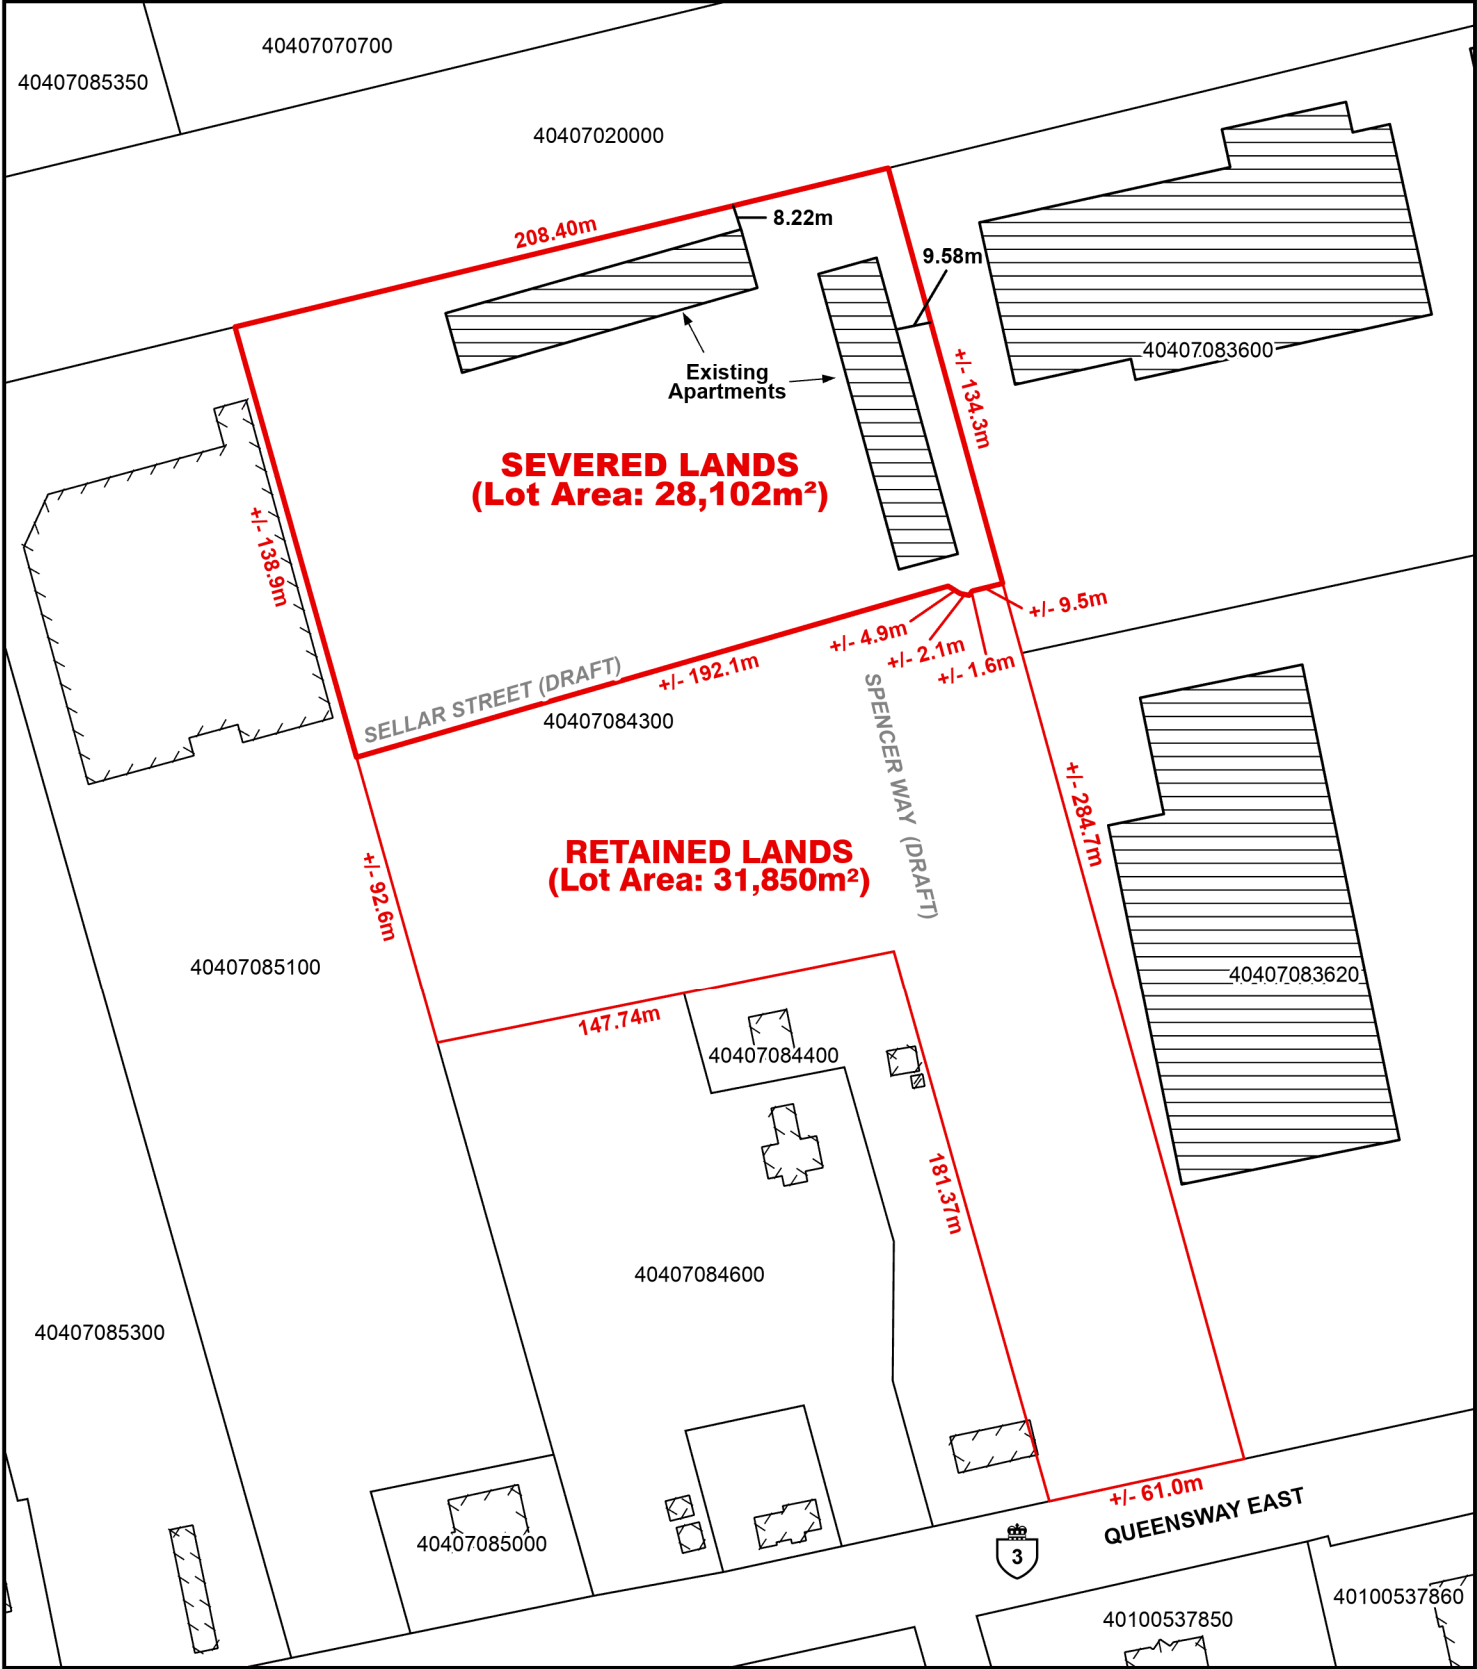 40407070700
40407085350
40407020000
8.22m
208.40m
9.58m
40407083600
+/- 134.3m
Existing
Apartments
SEVERED LANDS
(Lot Area: 28,102m²)
+/- 138.9m
+/- 9.5m
+/- 4.9m
+/- 2.1m
+/- 1.6m
+/- 192.1m
SELLAR STREET (DRAFT)
40407084300
SPENCER WAY (DRAFT)
+/- 284.7m
RETAINED LANDS
(Lot Area: 31,850m²)
+/- 92.6m
40407085100
40407083620
147.74m
40407084400
181.37m
40407084600
40407085300
+/- 61.0m
QUEENSWAY EAST
40407085000
3
40100537860
40100537850